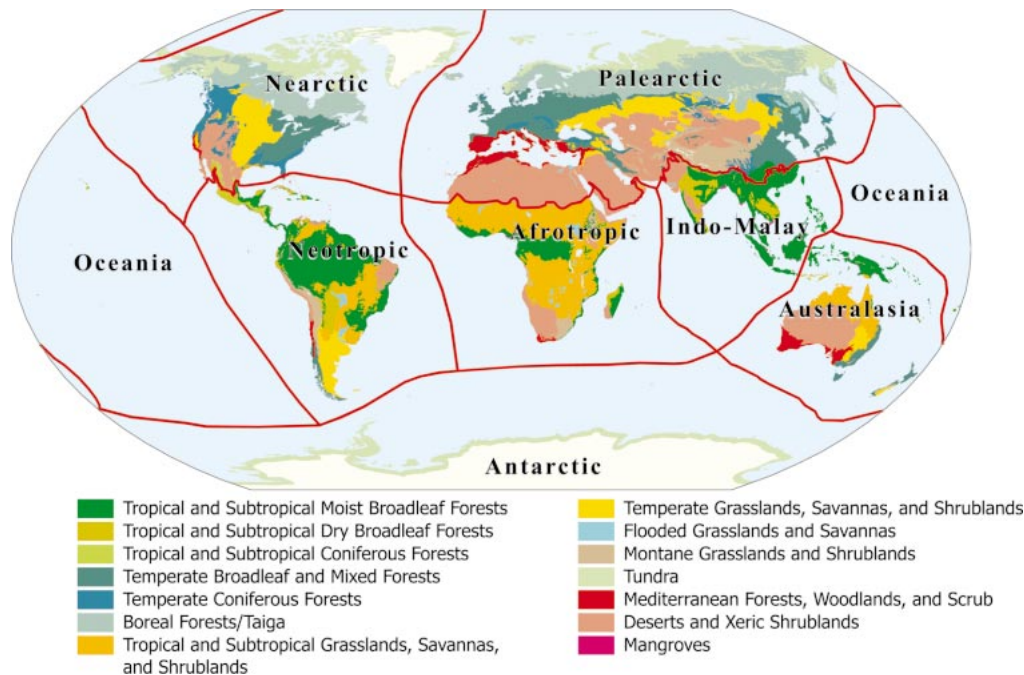 Nearctic
Palearctic
Oceania
Neotropic
Afrotropic
Indo-Malay
Oceania
Australasia
Antarctic
Tropical and Subtropical Moist Broadleaf Forests
Tropical and Subtropical Dry Broadleaf Forests
Tropical and Subtropical Coniferous Forests
Temperate Broadleaf and Mixed Forests
Temperate Coniferous Forests
Boreal Forests/Taiga
Tropical and Subtropical Grasslands, Savannas,
and Shrublands
Temperate Grasslands, Savannas, and Shrublands
Flooded Grasslands and Savannas
Montane Grasslands and Shrublands
Tundra
Mediterranean Forests, Woodlands, and Scrub
Deserts and Xeric Shrublands
Mangroves